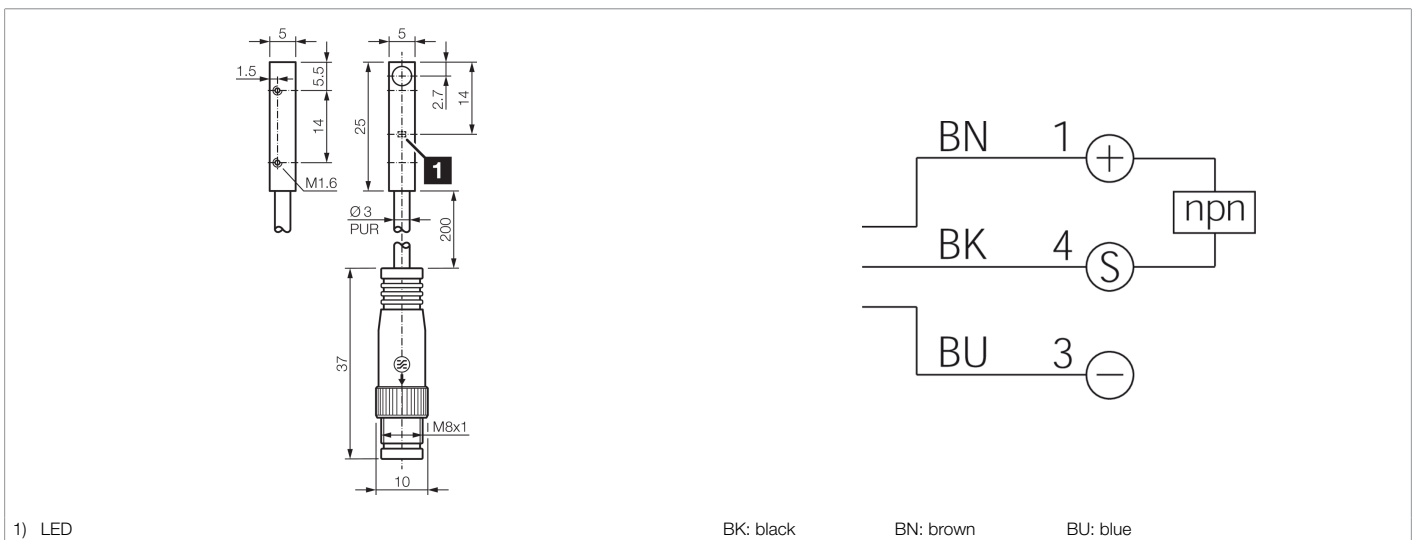 5
5
1.5
5.5
2.7
14
25
14
1
M1.6
Ø 3
PUR
200
37
M8x1
10
BN 1 +
npn
BK 4 S
BU 3 −
1) LED
BK: black BN: brown BU: blue